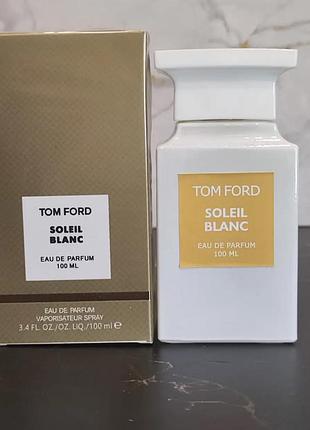 TOM FORD
SOLEIL
BLANC
EAU DE PARFUM
100 ML
EAU DE PARFUM
VAPORISATEUR SPRAY
3.4 FL. OZ./OZ. LIQ./100 ml ℮
TOM FORD
SOLEIL
BLANC
EAU DE PARFUM
100 ML